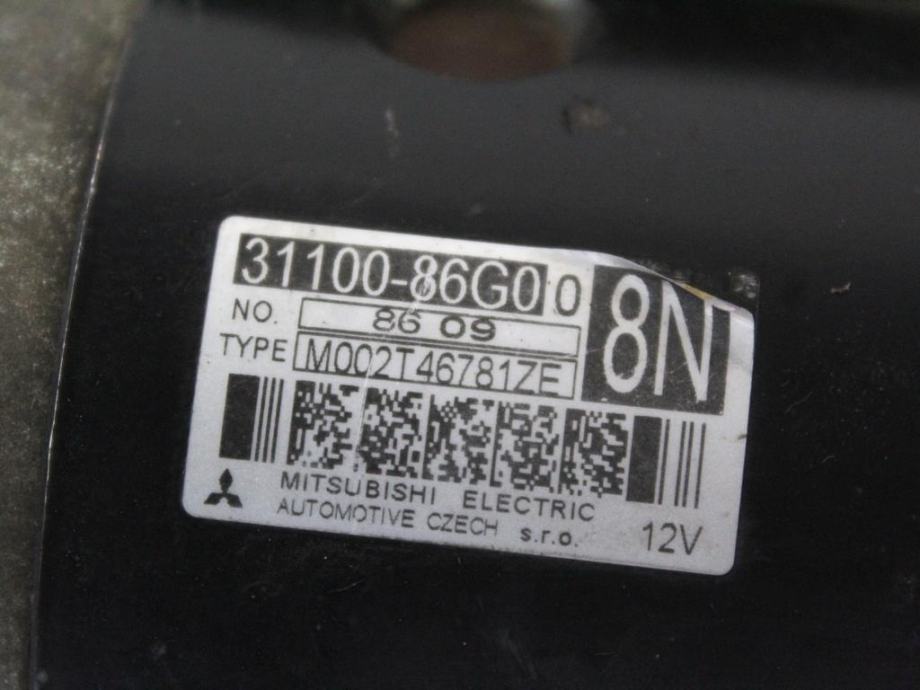 31100-86G00
8N
NO. 86 09
TYPE M002T46781ZE
MITSUBISHI ELECTRIC
AUTOMOTIVE CZECH s.r.o.
12V